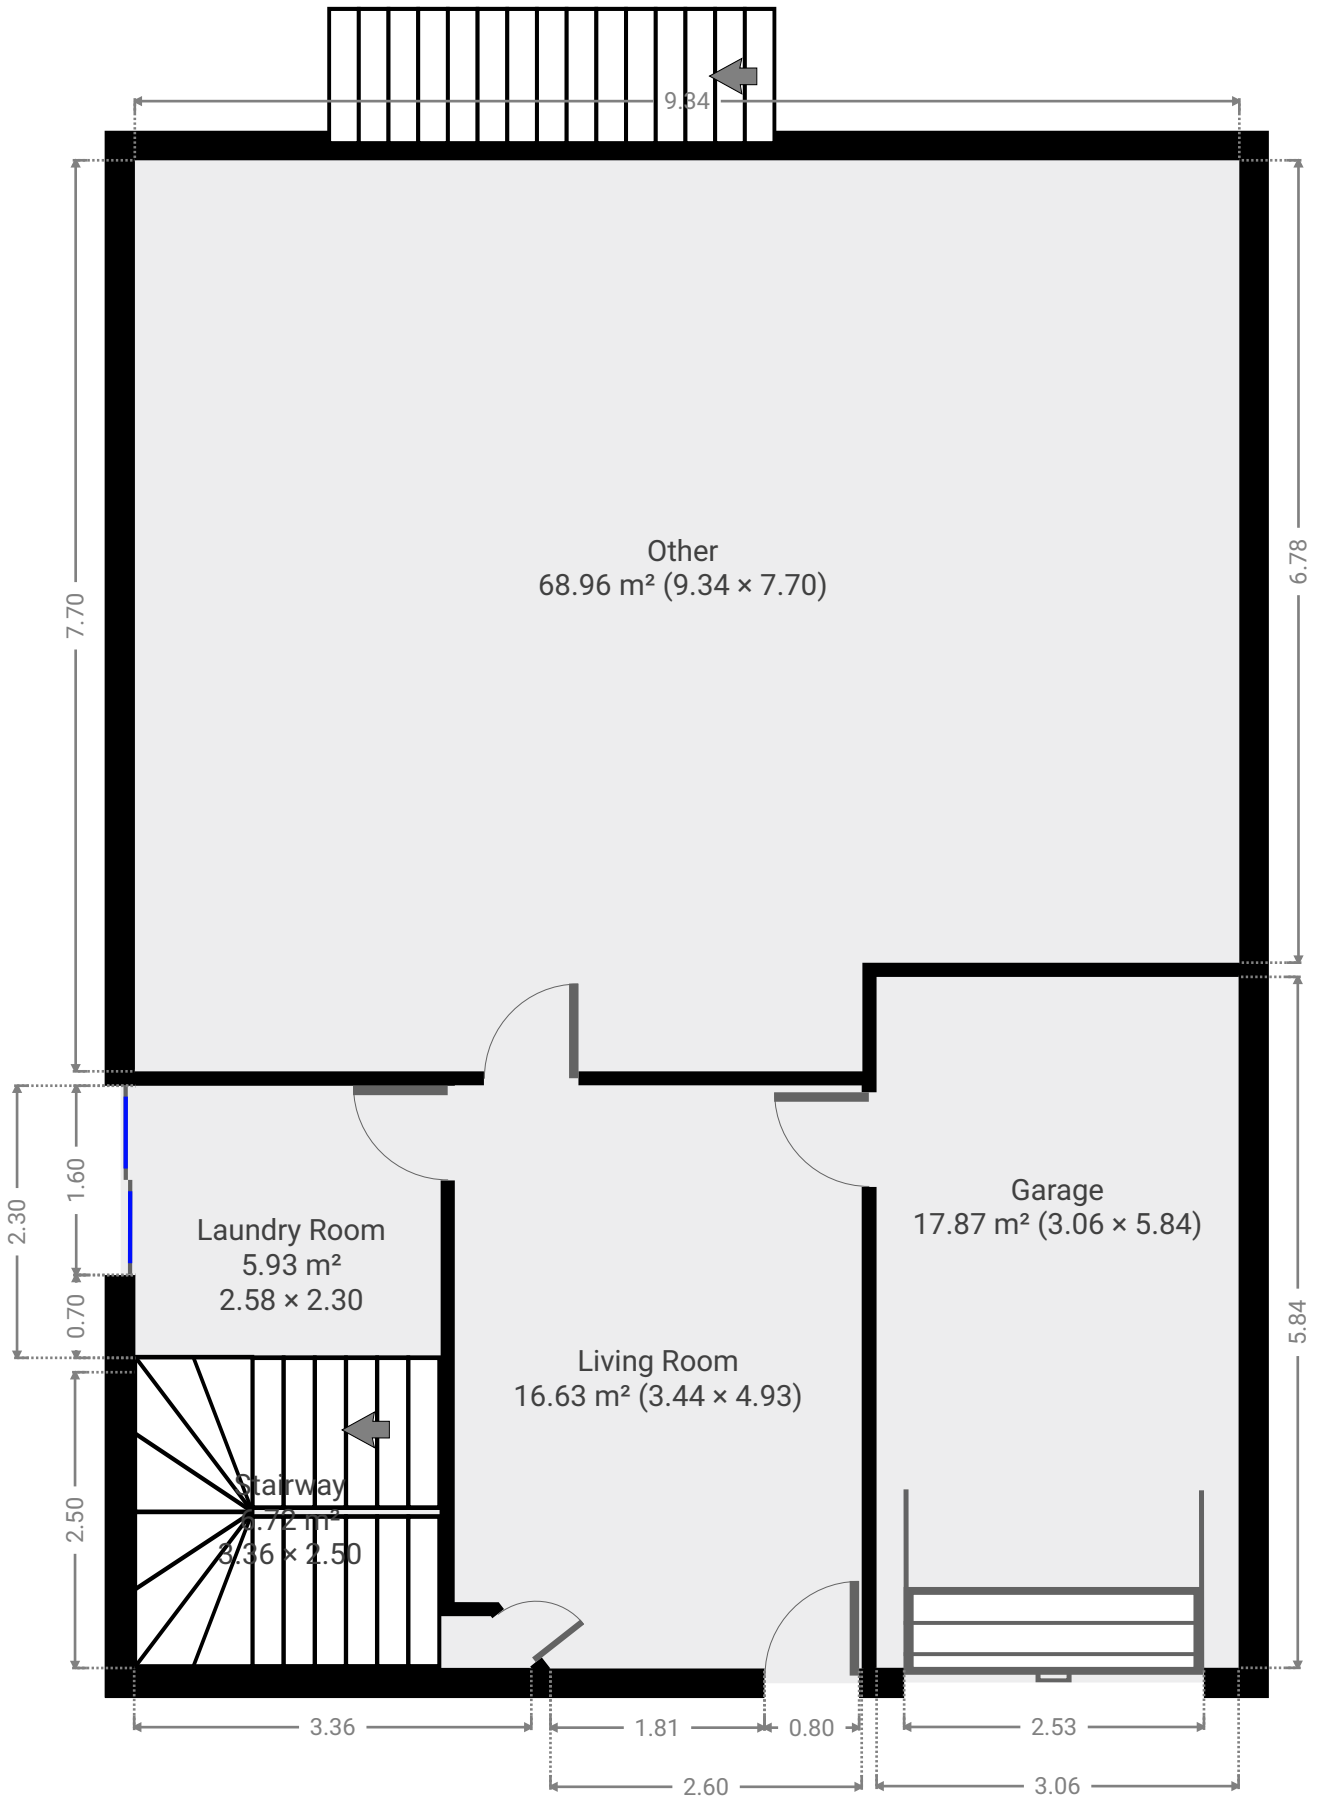 9.34
7.70
6.78
Other
68.96 m² (9.34 × 7.70)
2.30
1.60
0.70
Laundry Room
5.93 m²
2.58 × 2.30
Garage
17.87 m² (3.06 × 5.84)
5.84
Living Room
16.63 m² (3.44 × 4.93)
2.50
Stairway
6.72 m²
3.36 × 2.50
3.36
1.81
0.80
2.53
2.60
3.06